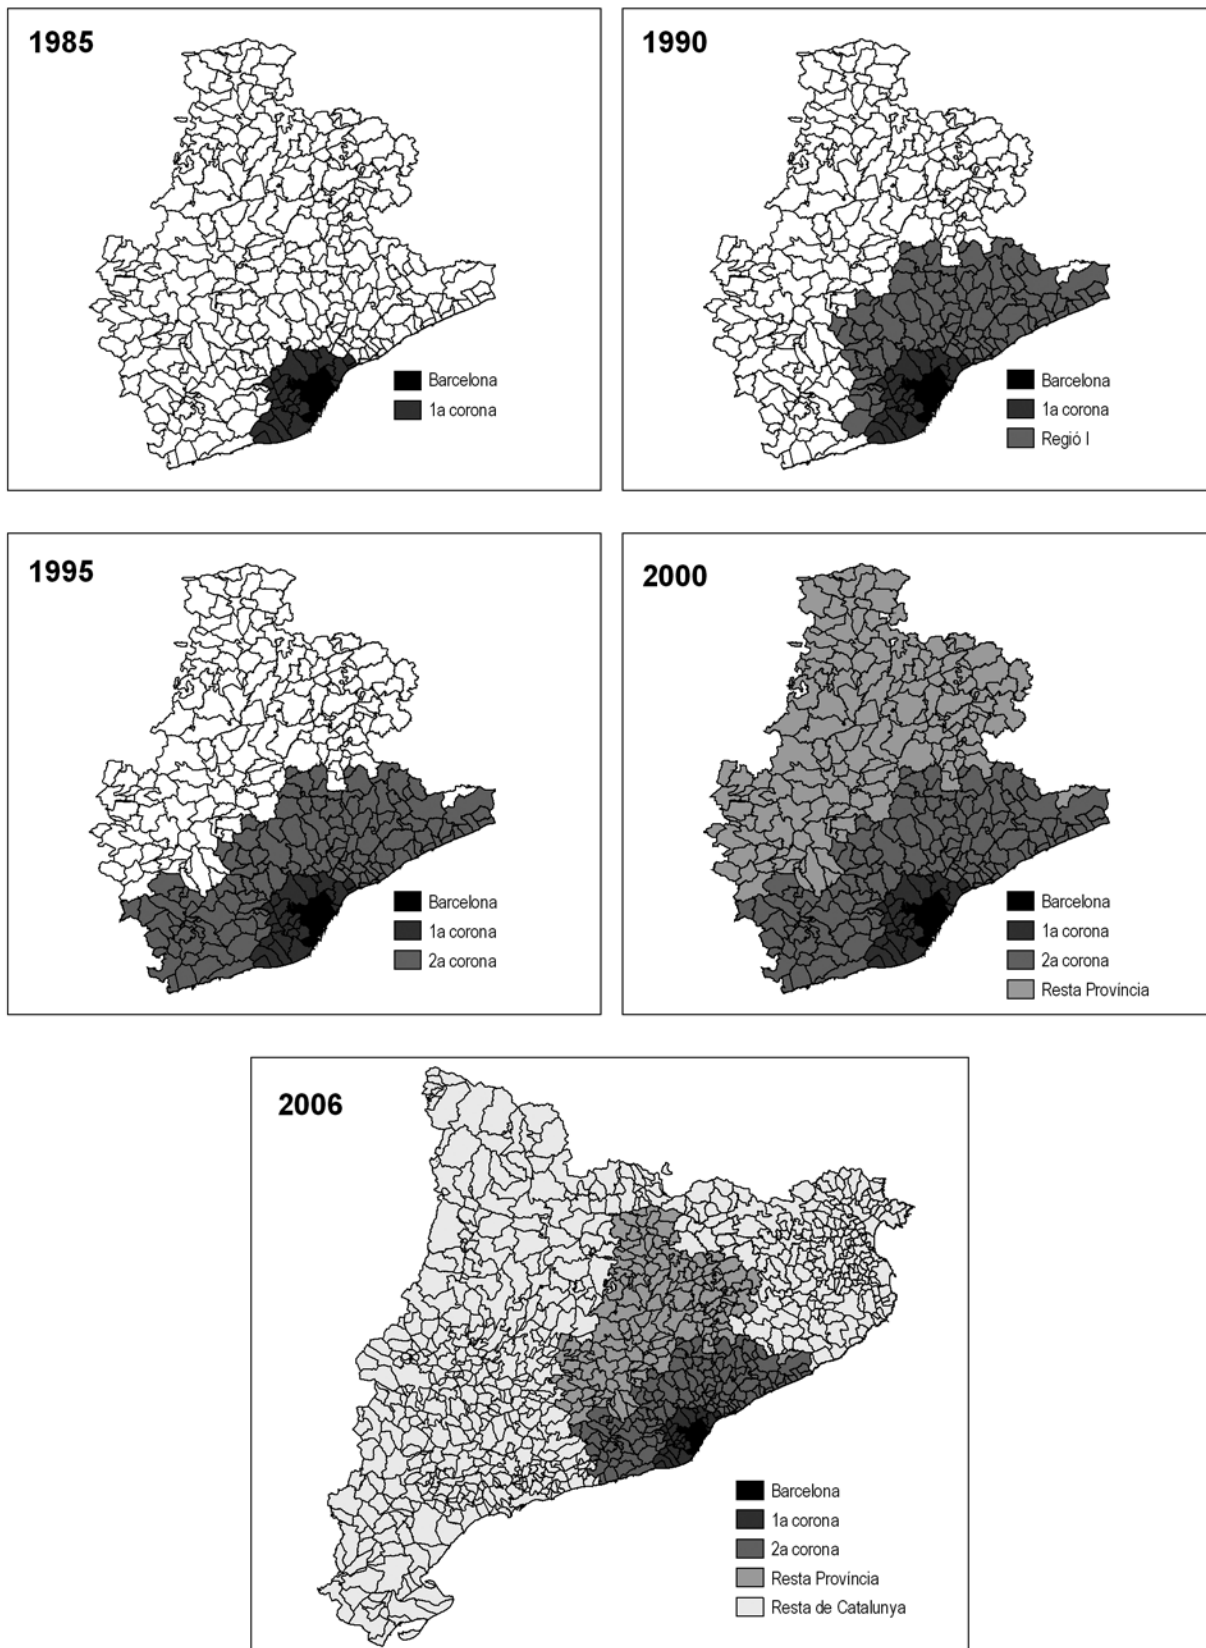 1985
Barcelona
1a corona
1990
Barcelona
1a corona
Regió I
1995
Barcelona
1a corona
2a corona
2000
Barcelona
1a corona
2a corona
Resta Província
2006
Barcelona
1a corona
2a corona
Resta Província
Resta de Catalunya